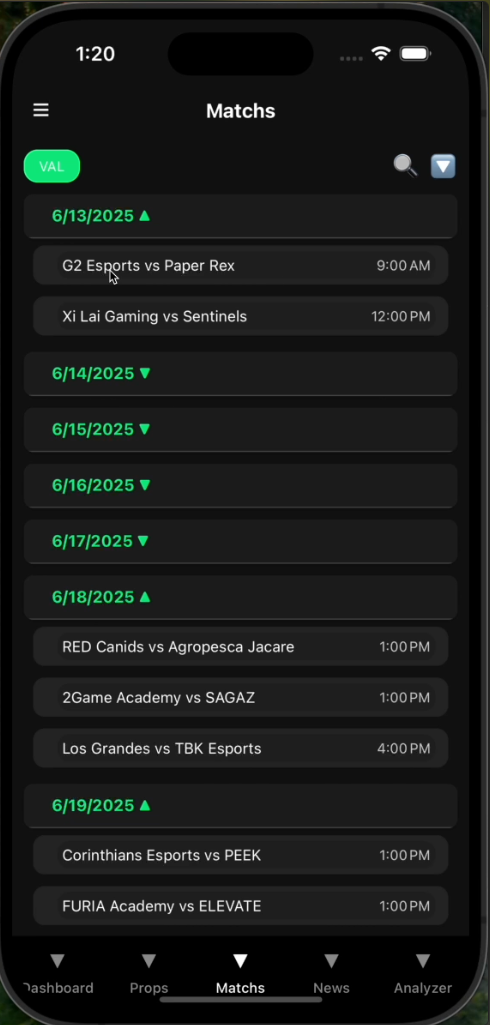 1:20
Matchs
VAL
6/13/2025 ▲
G2 Esports vs Paper Rex 9:00 AM
Xi Lai Gaming vs Sentinels 12:00 PM
6/14/2025 ▼
6/15/2025 ▼
6/16/2025 ▼
6/17/2025 ▼
6/18/2025 ▲
RED Canids vs Agropesca Jacare 1:00 PM
2Game Academy vs SAGAZ 1:00 PM
Los Grandes vs TBK Esports 4:00 PM
6/19/2025 ▲
Corinthians Esports vs PEEK 1:00 PM
FURIA Academy vs ELEVATE 1:00 PM
Dashboard Props Matchs News Analyzer